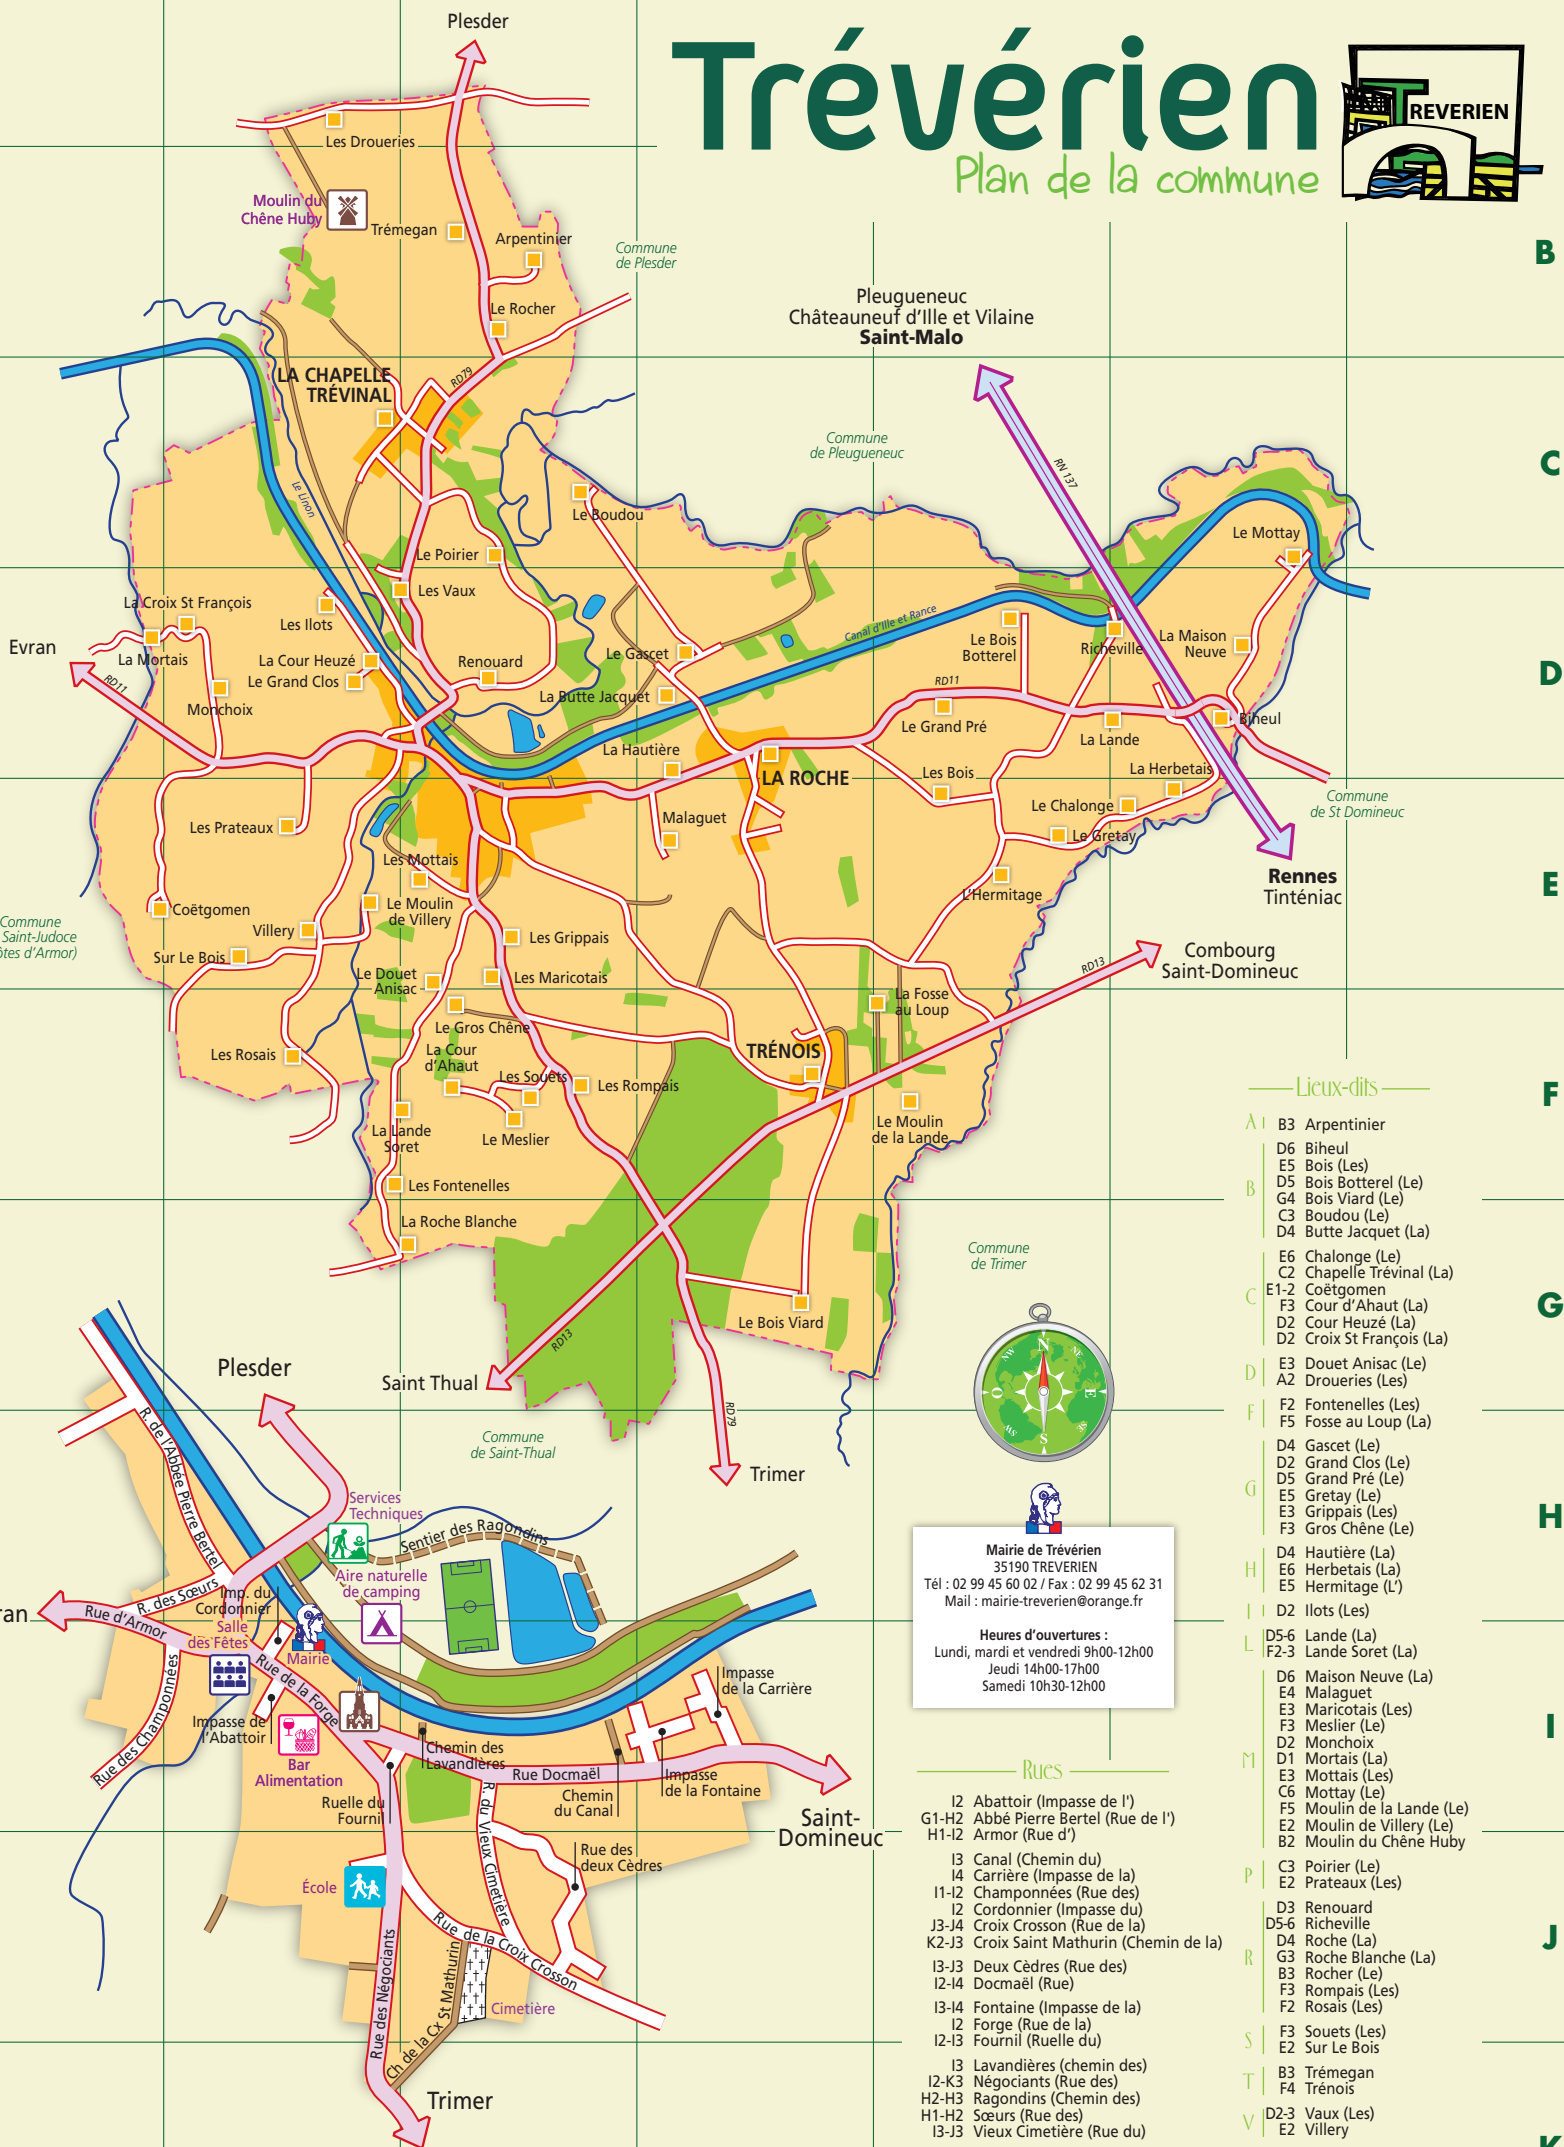 Trévérien
Plan de la commune
TREVERIEN
Plesder
Les Droueries
Moulin du
Chêne Huby
Trémegan
Arpentinier
Commune
de Plesder
Le Rocher
B
Pleugueneuc
Châteauneuf d'Ille et Vilaine
Saint-Malo
LA CHAPELLE
TRÉVINAL
RD79
Commune
de Pleugueneuc
RN 137
C
Le Linon
Le Boudou
Le Mottay
Le Poirier
Les Vaux
La Croix St François
Les Ilots
Evran
La Mortais
La Cour Heuzé
Le Grand Clos
Renouard
Le Gascet
Canal d'Ille et Rance
Le Bois
Botterel
Richeville
La Maison
Neuve
D
RD11
Monchoix
La Butte Jacquet
RD11
Le Grand Pré
La Lande
Biheul
La Hautière
LA ROCHE
Les Bois
La Herbetais
Commune
de St Domineuc
Le Chalonge
Les Prateaux
Malaguet
Le Gretay
Les Mottais
Rennes
Tinténiac
E
L'Hermitage
Coëtgomen
Le Moulin
de Villery
Commune
Saint-Judoce
ôtes d'Armor)
Villery
Les Grippais
Sur Le Bois
Combourg
Saint-Domineuc
RD13
Le Douet
Anisac
Les Maricotais
La Fosse
au Loup
Le Gros Chêne
Les Rosais
La Cour
d'Ahaut
TRÉNOIS
Les Souets
Les Rompais
F
La Lande
Soret
Le Meslier
Le Moulin
de la Lande
Les Fontenelles
La Roche Blanche
Commune
de Trimer
G
Le Bois Viard
RD13
Saint Thual
RD79
Commune
de Saint-Thual
Trimer
N
NE
E
SE
S
SW
O
NW
H
Plesder
R. de l'Abbée Pierre Bertel
Services
Techniques
Sentier des Ragondins
Aire naturelle
de camping
R. des Sœurs
Imp. du
Cordonnier
ran
Rue d'Armor
Salle
des Fêtes
Mairie
Rue de la Forge
Rue des Champonnées
Impasse de
l'Abattoir
Bar
Alimentation
Impasse
de la Carrière
Chemin des
Lavandières
Rue Docmaël
Chemin
du Canal
Impasse
de la Fontaine
Ruelle du
Fournil
Saint-
Domineuc
R. du Vieux Cimetière
Rue des
deux Cèdres
École
Rue de la Croix Crosson
Rue des Négociants
Ch de la Cx St Mathurin
Cimetière
Trimer
I
J
K
Mairie de Trévérien
35190 TREVERIEN
Tél : 02 99 45 60 02 / Fax : 02 99 45 62 31
Mail : mairie-treverien@orange.fr
Heures d'ouvertures :
Lundi, mardi et vendredi 9h00-12h00
Jeudi 14h00-17h00
Samedi 10h30-12h00
Rues
I2 Abattoir (Impasse de l')
G1-H2 Abbé Pierre Bertel (Rue de l')
H1-I2 Armor (Rue d')
I3 Canal (Chemin du)
I4 Carrière (Impasse de la)
I1-I2 Champonnées (Rue des)
I2 Cordonnier (Impasse du)
J3-J4 Croix Crosson (Rue de la)
K2-J3 Croix Saint Mathurin (Chemin de la)
I3-J3 Deux Cèdres (Rue des)
I2-I4 Docmaël (Rue)
I3-I4 Fontaine (Impasse de la)
I2 Forge (Rue de la)
I2-I3 Fournil (Ruelle du)
I3 Lavandières (chemin des)
I2-K3 Négociants (Rue des)
H2-H3 Ragondins (Chemin des)
H1-H2 Sœurs (Rue des)
I3-J3 Vieux Cimetière (Rue du)
Lieux-dits
A
B3 Arpentinier
B
D6 Biheul
E5 Bois (Les)
D5 Bois Botterel (Le)
G4 Bois Viard (Le)
C3 Boudou (Le)
D4 Butte Jacquet (La)
C
E6 Chalonge (Le)
C2 Chapelle Trévinal (La)
E1-2 Coëtgomen
F3 Cour d'Ahaut (La)
D2 Cour Heuzé (La)
D2 Croix St François (La)
D
E3 Douet Anisac (Le)
A2 Droueries (Les)
F
F2 Fontenelles (Les)
F5 Fosse au Loup (La)
G
D4 Gascet (Le)
D2 Grand Clos (Le)
D5 Grand Pré (Le)
E5 Gretay (Le)
E3 Grippais (Les)
F3 Gros Chêne (Le)
H
D4 Hautière (La)
E6 Herbetais (La)
E5 Hermitage (L')
I
D2 Ilots (Les)
L
D5-6 Lande (La)
F2-3 Lande Soret (La)
M
D6 Maison Neuve (La)
E4 Malaguet
E3 Maricotais (Les)
F3 Meslier (Le)
D2 Monchoix
D1 Mortais (La)
E3 Mottais (Les)
C6 Mottay (Le)
F5 Moulin de la Lande (Le)
E2 Moulin de Villery (Le)
B2 Moulin du Chêne Huby
P
C3 Poirier (Le)
E2 Prateaux (Les)
R
D3 Renouard
D5-6 Richeville
D4 Roche (La)
G3 Roche Blanche (La)
B3 Rocher (Le)
F3 Rompais (Les)
F2 Rosais (Les)
S
F3 Souets (Les)
E2 Sur Le Bois
T
B3 Trémegan
F4 Trénois
V
D2-3 Vaux (Les)
E2 Villery